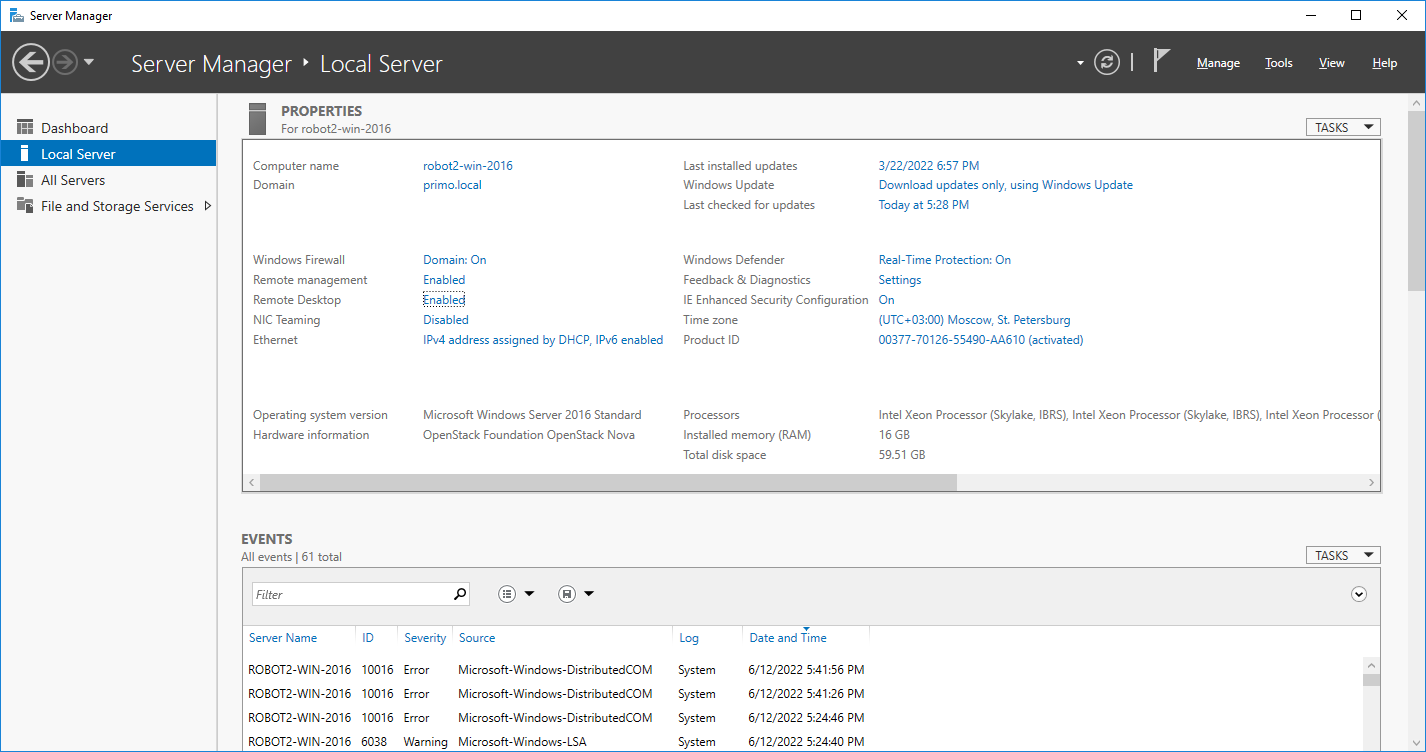 Server Manager
Server Manager ‣ Local Server
Manage Tools View Help
Dashboard
Local Server
All Servers
File and Storage Services
PROPERTIES
For robot2-win-2016
TASKS
Computer name robot2-win-2016 Last installed updates 3/22/2022 6:57 PM
Domain primo.local Windows Update Download updates only, using Windows Update
Last checked for updates Today at 5:28 PM
Windows Firewall Domain: On Windows Defender Real-Time Protection: On
Remote management Enabled Feedback & Diagnostics Settings
Remote Desktop Enabled IE Enhanced Security Configuration On
NIC Teaming Disabled Time zone (UTC+03:00) Moscow, St. Petersburg
Ethernet IPv4 address assigned by DHCP, IPv6 enabled Product ID 00377-70126-55490-AA610 (activated)
Operating system version Microsoft Windows Server 2016 Standard Processors Intel Xeon Processor (Skylake, IBRS), Intel Xeon Processor (Skylake, IBRS), Intel Xeon Processor (
Hardware information OpenStack Foundation OpenStack Nova Installed memory (RAM) 16 GB
Total disk space 59.51 GB
EVENTS
All events | 61 total
TASKS
Filter
Server Name ID Severity Source Log Date and Time
ROBOT2-WIN-2016 10016 Error Microsoft-Windows-DistributedCOM System 6/12/2022 5:41:56 PM
ROBOT2-WIN-2016 10016 Error Microsoft-Windows-DistributedCOM System 6/12/2022 5:41:26 PM
ROBOT2-WIN-2016 10016 Error Microsoft-Windows-DistributedCOM System 6/12/2022 5:24:46 PM
ROBOT2-WIN-2016 6038 Warning Microsoft-Windows-LSA System 6/12/2022 5:24:40 PM